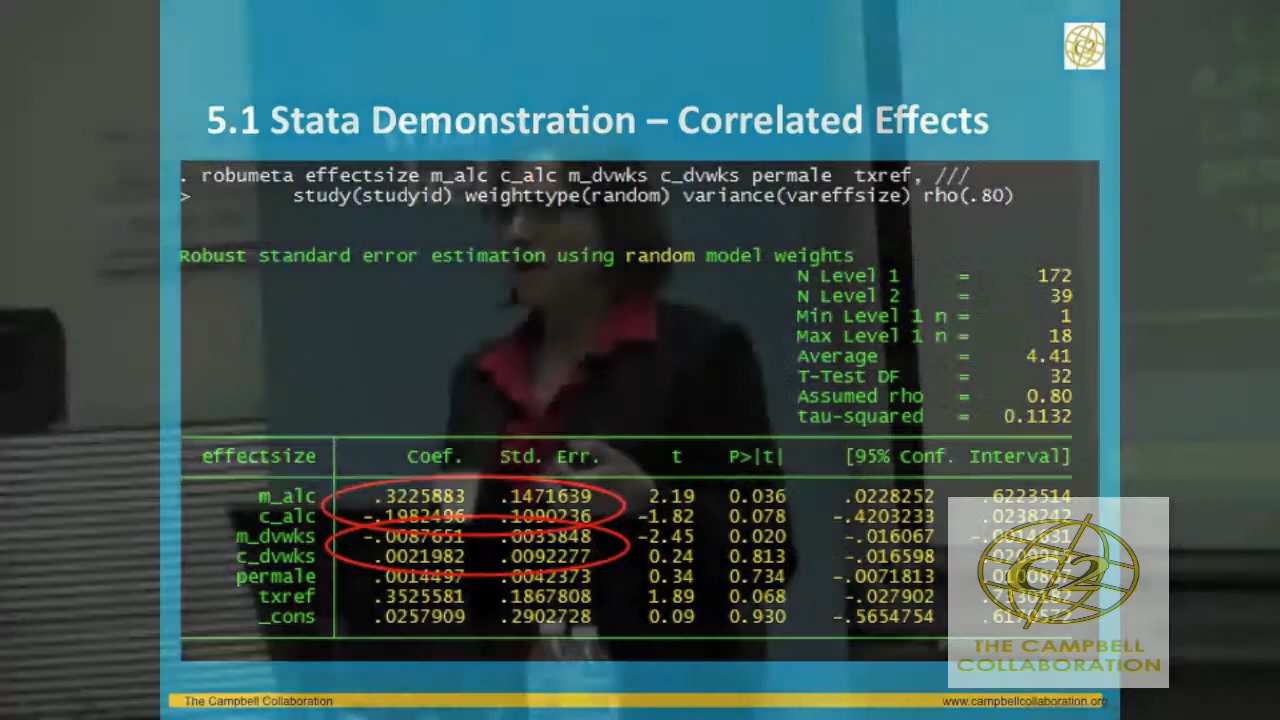 5.1 Stata Demonstration – Correlated Effects
. robumeta effectsize m_alc c_alc m_dvwks c_dvwks permale txref, ///
> study(studyid) weighttype(random) variance(vareffsize) rho(.80)
Robust standard error estimation using random model weights
N Level 1 = 172
N Level 2 = 39
Min Level 1 n = 1
Max Level 1 n = 18
Average = 4.41
T-Test DF = 32
Assumed rho = 0.80
tau-squared = 0.1132
effectsize Coef. Std. Err. t P>|t| [95% Conf. Interval]
m_alc .3225883 .1471639 2.19 0.036 .0228252 .6223514
c_alc -.1982496 .1090236 -1.82 0.078 -.4203233 .0238242
m_dvwks -.0087651 .0035848 -2.45 0.020 -.016067 -.0014631
c_dvwks .0021982 .0092277 0.24 0.813 -.016598
permale .0014497 .0042373 0.34 0.734 -.0071813
txref .3525581 .1867808 1.89 0.068 -.027902
_cons .0257909 .2902728 0.09 0.930 -.5654754
THE CAMPBELL
COLLABORATION
The Campbell Collaboration
www.campbellcollaboration.org